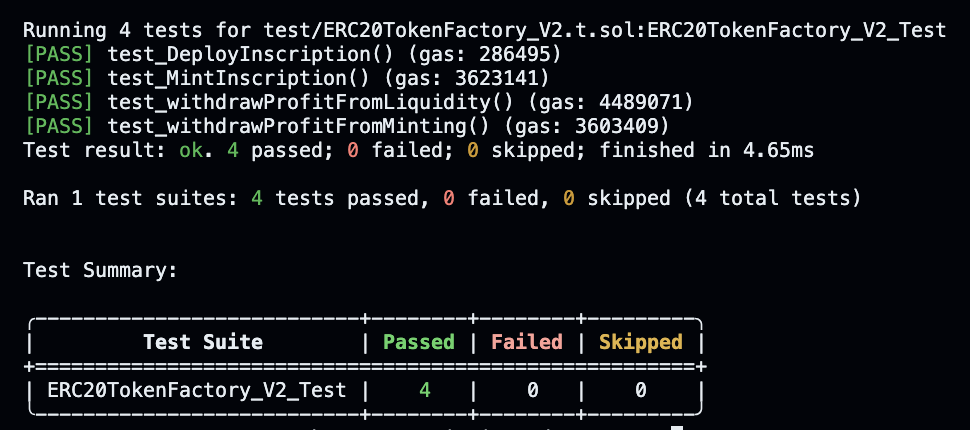 Running 4 tests for test/ERC20TokenFactory_V2.t.sol:ERC20TokenFactory_V2_Test
[PASS] test_DeployInscription() (gas: 286495)
[PASS] test_MintInscription() (gas: 3623141)
[PASS] test_withdrawProfitFromLiquidity() (gas: 4489071)
[PASS] test_withdrawProfitFromMinting() (gas: 3603409)
Test result: ok. 4 passed; 0 failed; 0 skipped; finished in 4.65ms
Ran 1 test suites: 4 tests passed, 0 failed, 0 skipped (4 total tests)
Test Summary:
| Test Suite | Passed | Failed | Skipped |
| ERC20TokenFactory_V2_Test | 4 | 0 | 0 |